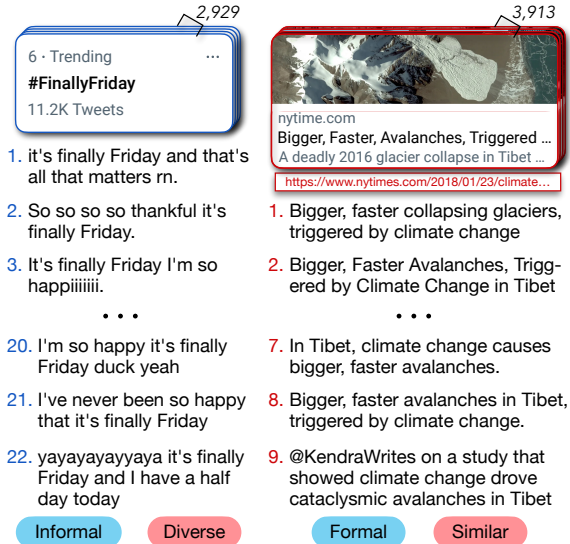 2,929
6 · Trending ...
#FinallyFriday
11.2K Tweets
1. it's finally Friday and that's
all that matters rn.
2. So so so so thankful it's
finally Friday.
3. It's finally Friday I'm so
happiiiiiii.
• • •
20. I'm so happy it's finally
Friday duck yeah
21. I've never been so happy
that it's finally Friday
22. yayayayayyaya it's finally
Friday and I have a half
day today
Informal
Diverse
3,913
nytime.com
Bigger, Faster, Avalanches, Triggered ...
A deadly 2016 glacier collapse in Tibet ...
https://www.nytimes.com/2018/01/23/climate...
1. Bigger, faster collapsing glaciers,
triggered by climate change
2. Bigger, Faster Avalanches, Trigg-
ered by Climate Change in Tibet
• • •
7. In Tibet, climate change causes
bigger, faster avalanches.
8. Bigger, faster avalanches in Tibet,
triggered by climate change.
9. @KendraWrites on a study that
showed climate change drove
cataclysmic avalanches in Tibet
Formal
Similar